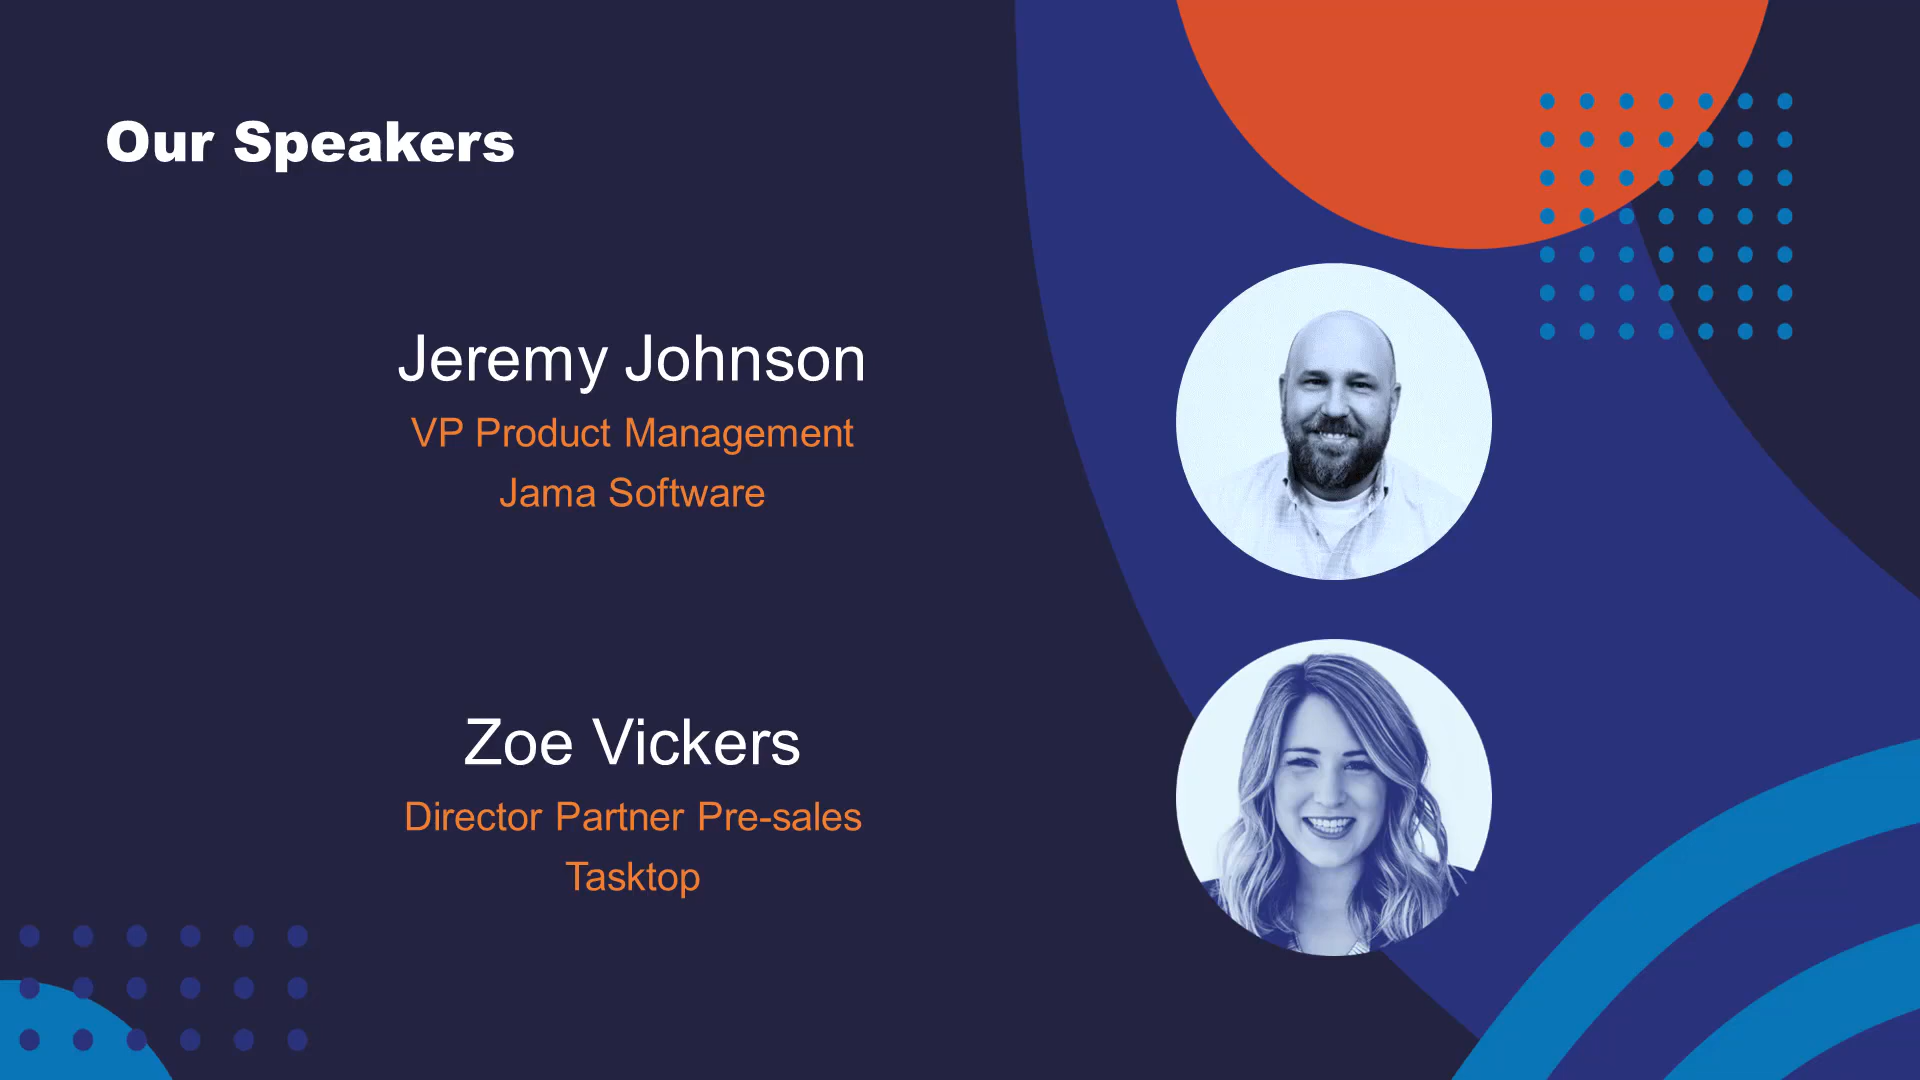 Our Speakers
Jeremy Johnson
VP Product Management
Jama Software
Zoe Vickers
Director Partner Pre-sales
Tasktop